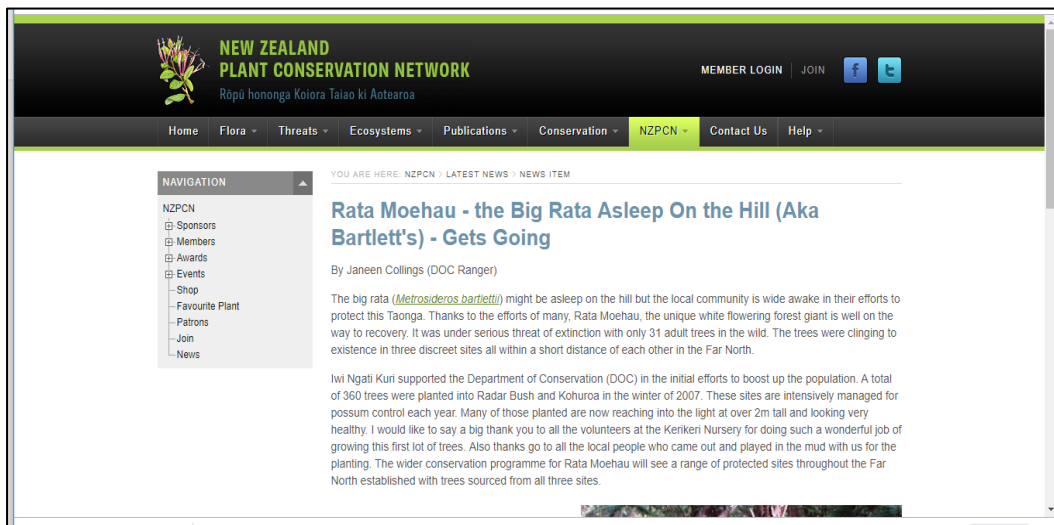 NEW ZEALAND
PLANT CONSERVATION NETWORK
Rōpū hononga Koiora Taiao ki Aotearoa
MEMBER LOGIN JOIN
Home Flora Threats Ecosystems Publications Conservation NZPCN Contact Us Help
NAVIGATION
NZPCN
Sponsors
Members
Awards
Events
Shop
Favourite Plant
Patrons
Join
News
YOU ARE HERE: NZPCN > LATEST NEWS > NEWS ITEM
Rata Moehau - the Big Rata Asleep On the Hill (Aka
Bartlett's) - Gets Going
By Janeen Collings (DOC Ranger)
The big rata (Metrosideros bartlettii) might be asleep on the hill but the local community is wide awake in their efforts to
protect this Taonga. Thanks to the efforts of many, Rata Moehau, the unique white flowering forest giant is well on the
way to recovery. It was under serious threat of extinction with only 31 adult trees in the wild. The trees were clinging to
existence in three discreet sites all within a short distance of each other in the Far North.
Iwi Ngati Kuri supported the Department of Conservation (DOC) in the initial efforts to boost up the population. A total
of 360 trees were planted into Radar Bush and Kohuroa in the winter of 2007. These sites are intensively managed for
possum control each year. Many of those planted are now reaching into the light at over 2m tall and looking very
healthy. I would like to say a big thank you to all the volunteers at the Kerikeri Nursery for doing such a wonderful job of
growing this first lot of trees. Also thanks go to all the local people who came out and played in the mud with us for the
planting. The wider conservation programme for Rata Moehau will see a range of protected sites throughout the Far
North established with trees sourced from all three sites.